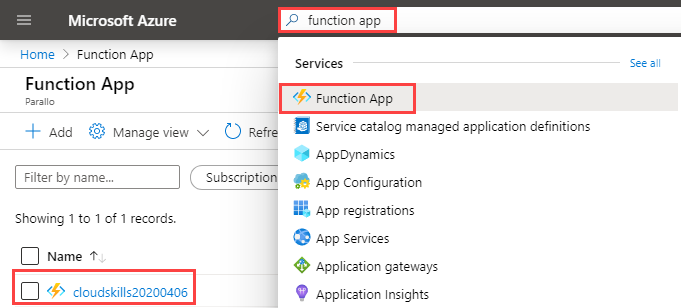 Microsoft Azure
function app
Home > Function App
Function App
Parallo
Add
Manage view
Refre
Filter by name...
Subscription
Showing 1 to 1 of 1 records.
Name
cloudskills20200406
Services
See all
Function App
Service catalog managed application definitions
AppDynamics
App Configuration
App registrations
App Services
Application gateways
Application Insights